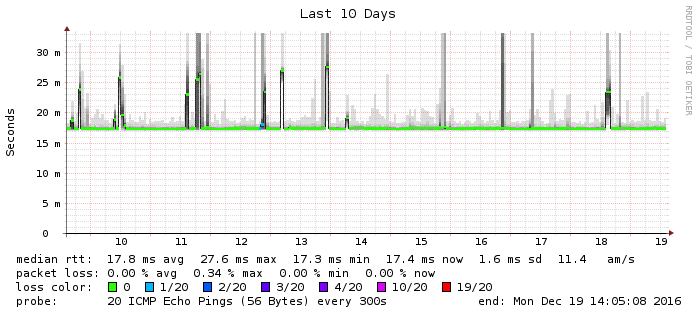 Last 10 Days
RRDTOOL / TOBI OETIKER
Seconds
30 m
25 m
20 m
15 m
10 m
5 m
0
10 11 12 13 14 15 16 17 18 19
median rtt: 17.8 ms avg 27.6 ms max 17.3 ms min 17.4 ms now 1.6 ms sd 11.4 am/s
packet loss: 0.00 % avg 0.34 % max 0.00 % min 0.00 % now
loss color: 0 1/20 2/20 3/20 4/20 10/20 19/20
probe: 20 ICMP Echo Pings (56 Bytes) every 300s end: Mon Dec 19 14:05:08 2016